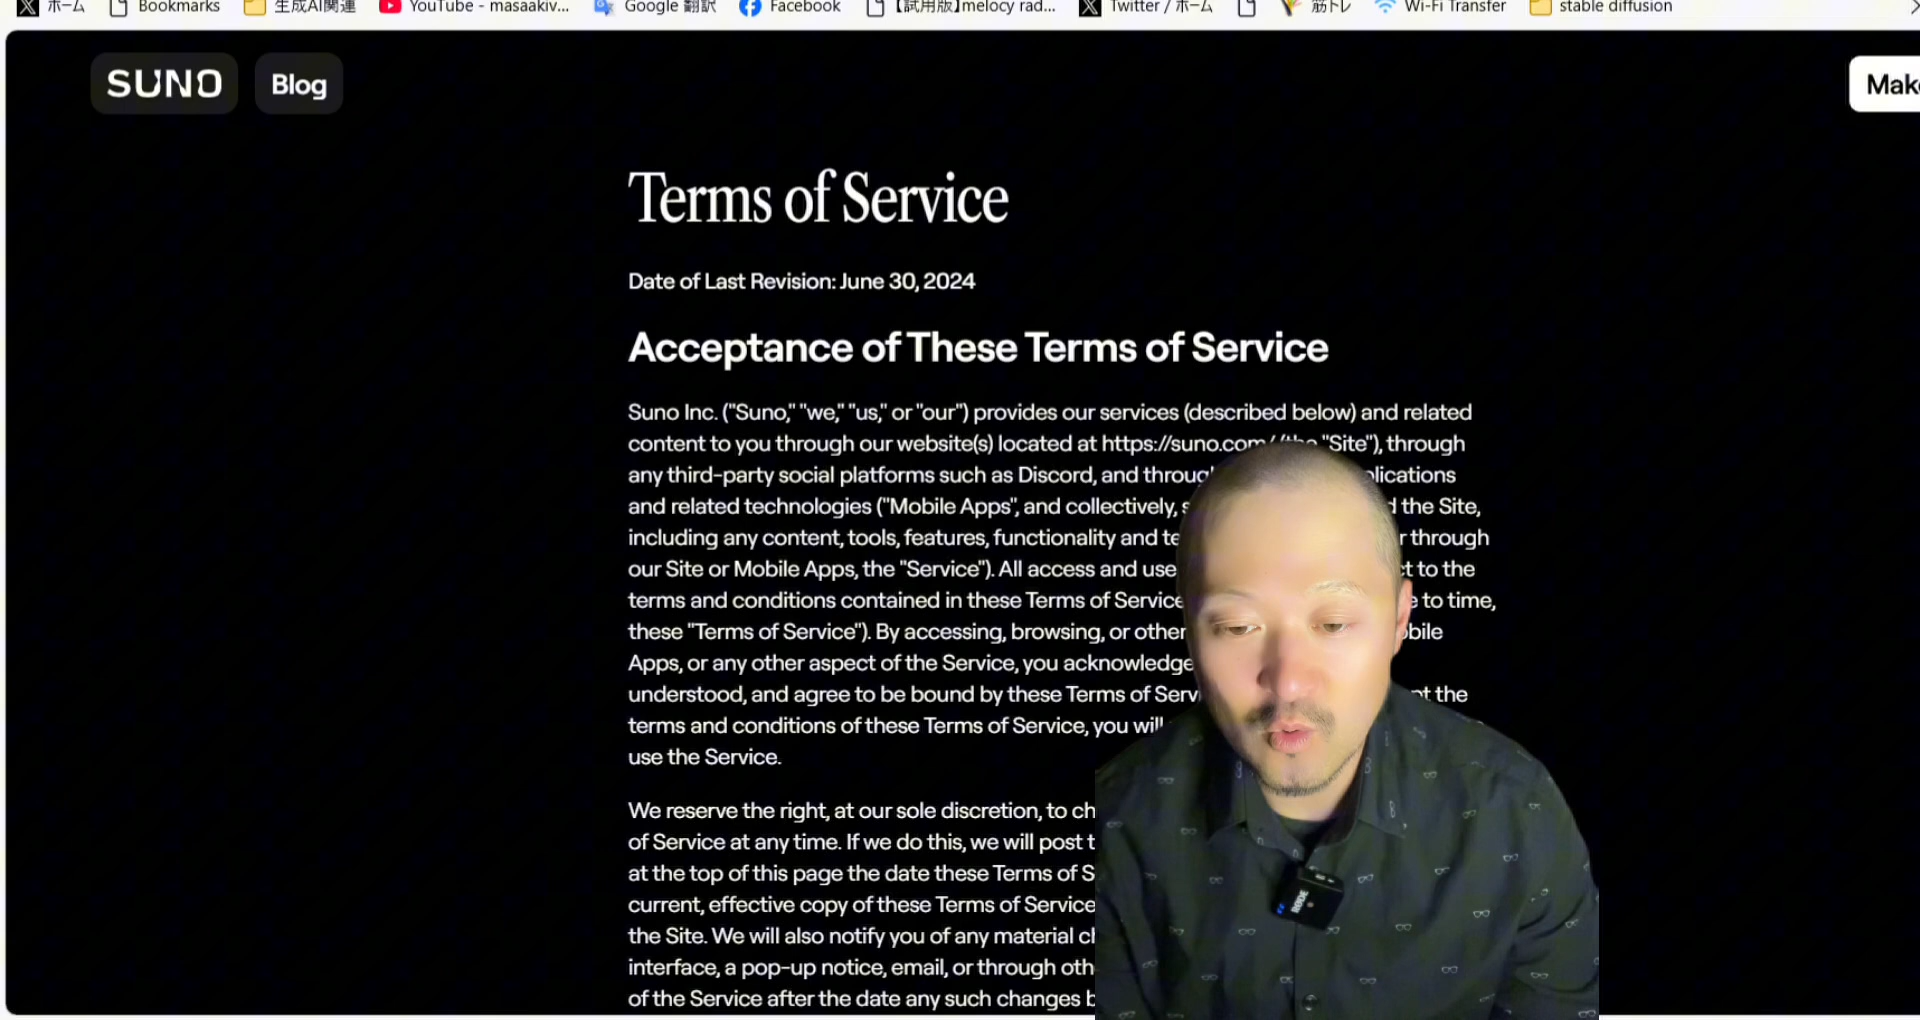 ホーム Bookmarks 生成AI関連 YouTube - masaakiv... Google 翻訳 Facebook 【試用版】melocy rad... Twitter / ホーム 筋トレ Wi-Fi Transfer stable diffusion
SUNO Blog Make
Terms of Service
Date of Last Revision: June 30, 2024
Acceptance of These Terms of Service
Suno Inc. ("Suno," "we," "us," or "our") provides our services (described below) and related
content to you through our website(s) located at https://suno.com/ (the "Site"), through
any third-party social platforms such as Discord, and
and related technologies ("Mobile Apps", and collectively, the Site,
including any content, tools, features, functionality and through
our Site or Mobile Apps, the "Service"). All access and use to the
terms and conditions contained in these Terms of Service to time,
these "Terms of Service"). By accessing, browsing, or
Apps, or any other aspect of the Service, you acknowledge
understood, and agree to be bound by these Terms of the
terms and conditions of these Terms of Service, you will
use the Service.
We reserve the right, at our sole discretion, to
of Service at any time. If we do this, we will post
at the top of this page the date these Terms of
current, effective copy of these Terms of Service
the Site. We will also notify you of any material
interface, a pop-up notice, email, or through
of the Service after the date any such changes
RØDE